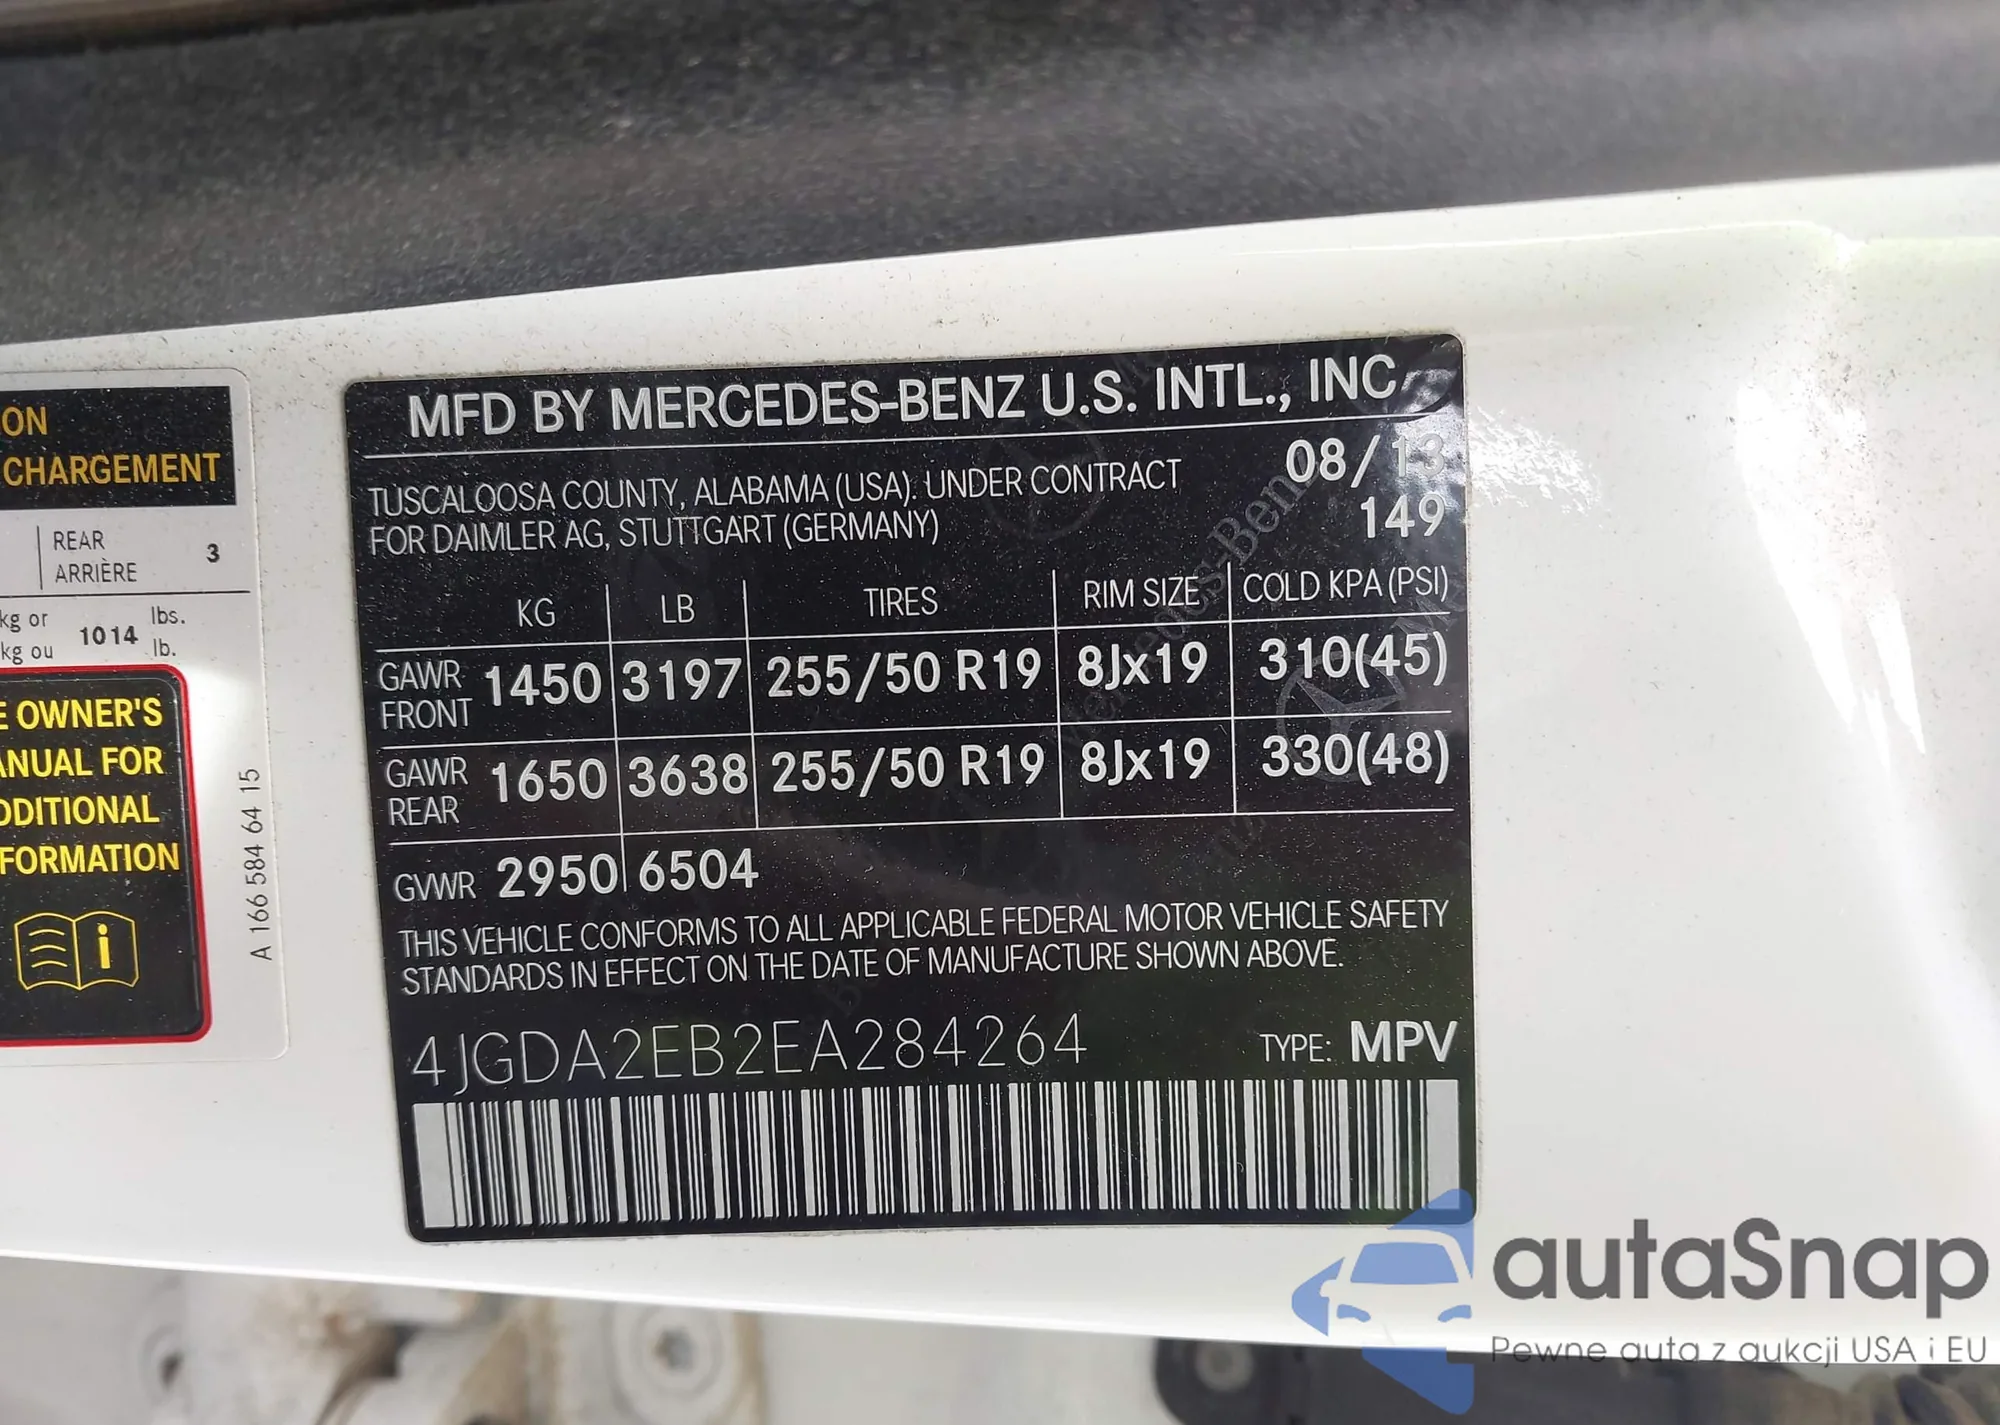 ON
CHARGEMENT
REAR
ARRIÈRE
3
kg or
kg ou
1014
lbs.
lb.
E OWNER'S
ANUAL FOR
DDITIONAL
FORMATION
i
A 166 584 64 15
MFD BY MERCEDES-BENZ U.S. INTL., INC
TUSCALOOSA COUNTY, ALABAMA (USA). UNDER CONTRACT
FOR DAIMLER AG, STUTTGART (GERMANY)
08/13
149
KG LB TIRES RIM SIZE COLD KPA (PSI)
GAWR FRONT 1450 3197 255/50 R19 8Jx19 310(45)
GAWR REAR 1650 3638 255/50 R19 8Jx19 330(48)
GVWR 2950 6504
THIS VEHICLE CONFORMS TO ALL APPLICABLE FEDERAL MOTOR VEHICLE SAFETY
STANDARDS IN EFFECT ON THE DATE OF MANUFACTURE SHOWN ABOVE.
4JGDA2EB2EA284264 TYPE: MPV
autaSnap
Pewne auta z aukcji USA i EU